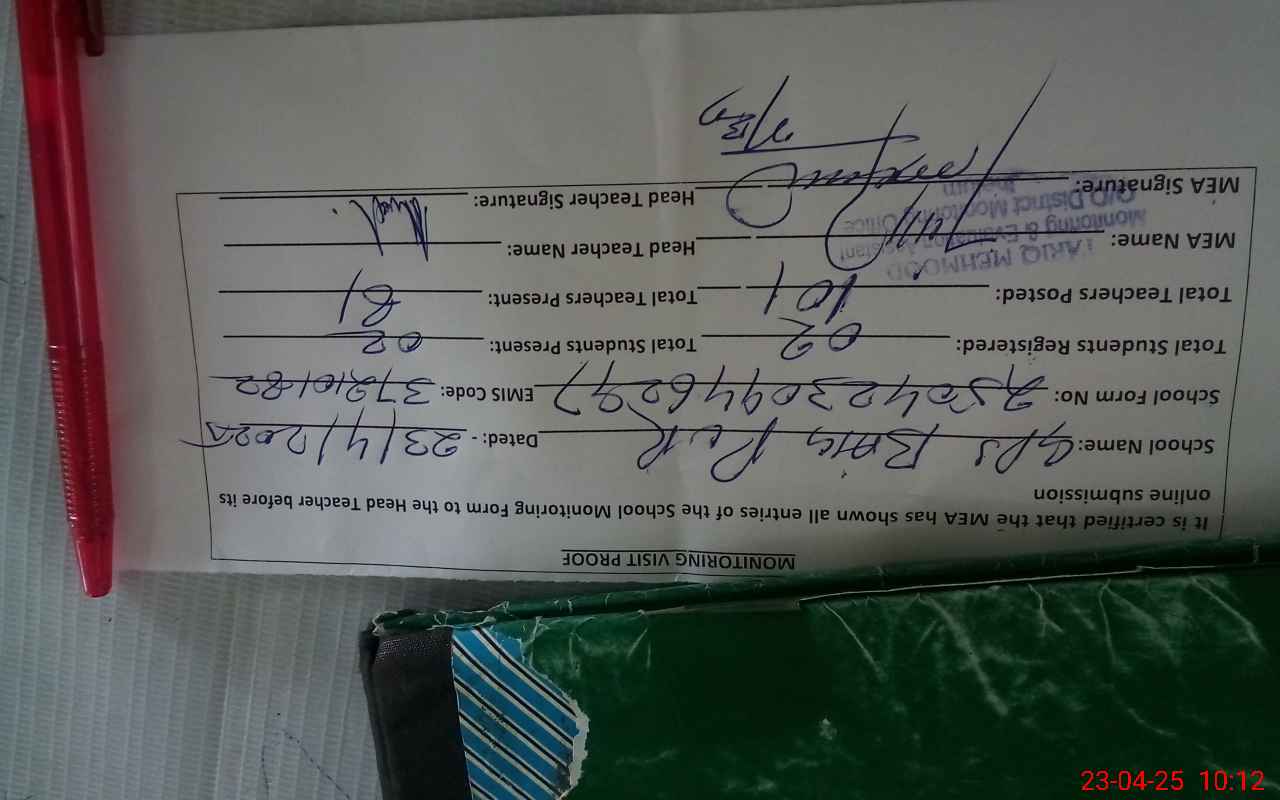 MONITORING VISIT PROOF
It is certified that the MEA has shown all entries of the School Monitoring Form to the Head Teacher before its
online submission
School Name: GPS BAIG PUR Dated: - 23/4/2025
School Form No: 25042309446297 EMIS Code: 37210182
Total Students Registered: 02 Total Students Present: 02
Total Teachers Posted: 101 Total Teachers Present: 81
MEA Name: Head Teacher Name:
MEA Signature: Head Teacher Signature:
TARIQ MEHMOOD
Monitoring & Evaluation Assistant
O/O District Monitoring Office
23-04-25 10:12